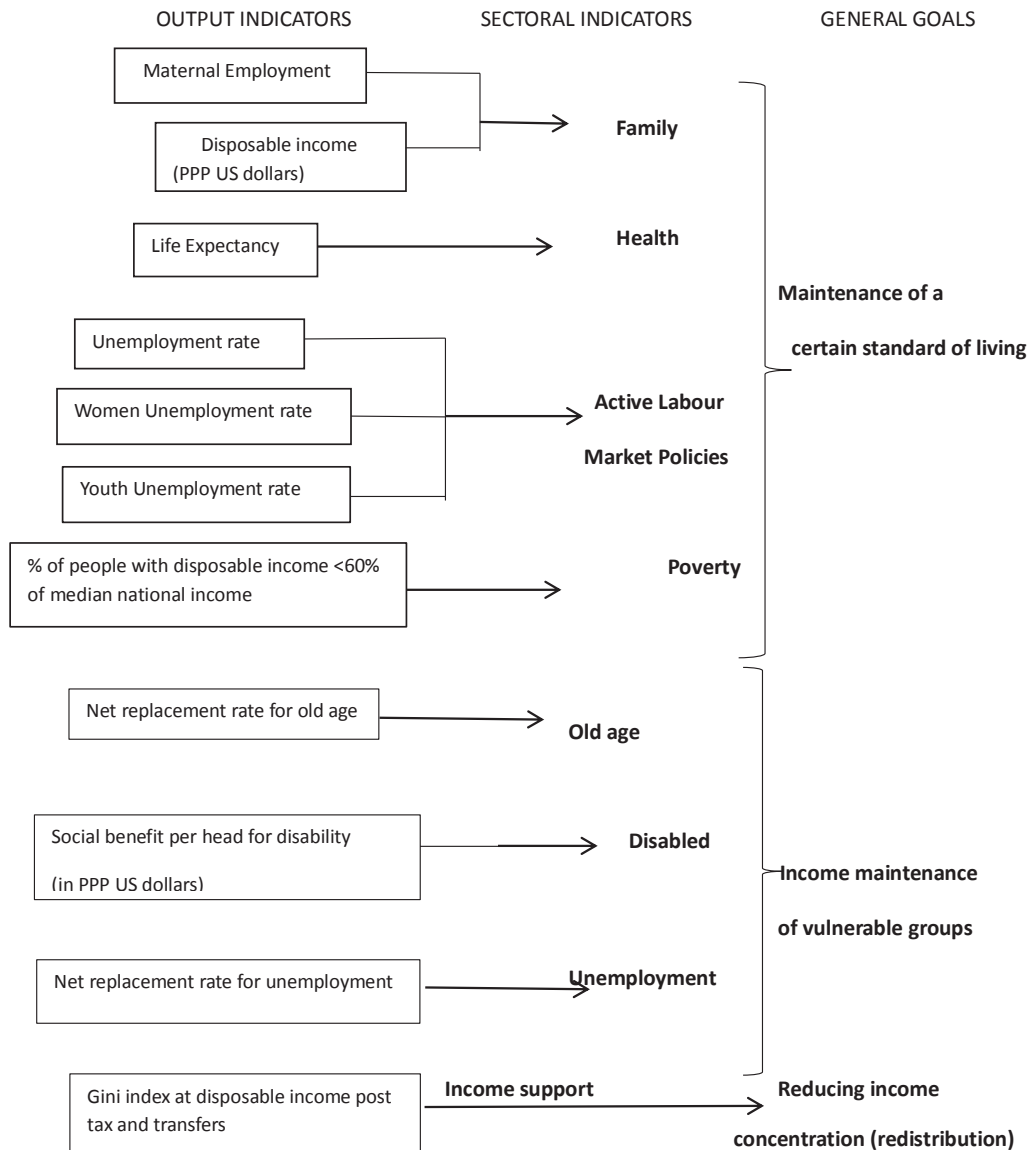 OUTPUT INDICATORS
SECTORAL INDICATORS
GENERAL GOALS
Maternal Employment
Disposable income
(PPP US dollars)
Family
Life Expectancy
Health
Maintenance of a
certain standard of living
Unemployment rate
Women Unemployment rate
Youth Unemployment rate
Active Labour
Market Policies
% of people with disposable income <60%
of median national income
Poverty
Net replacement rate for old age
Old age
Social benefit per head for disability
(in PPP US dollars)
Disabled
Income maintenance
of vulnerable groups
Net replacement rate for unemployment
Unemployment
Gini index at disposable income post
tax and transfers
Income support
Reducing income
concentration (redistribution)